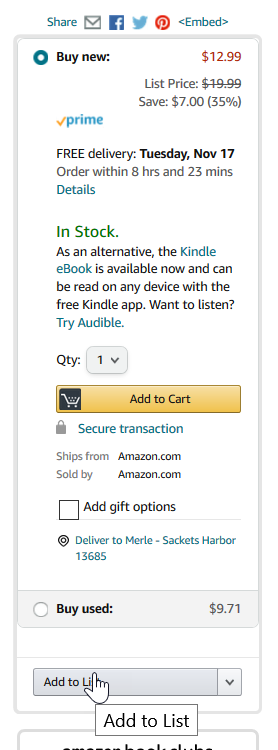 Share <Embed>
Buy new: $12.99
List Price: $19.99
Save: $7.00 (35%)
prime
FREE delivery: Tuesday, Nov 17
Order within 8 hrs and 23 mins
Details
In Stock.
As an alternative, the Kindle
eBook is available now and can
be read on any device with the
free Kindle app. Want to listen?
Try Audible.
Qty: 1
Add to Cart
Secure transaction
Ships from Amazon.com
Sold by Amazon.com
Add gift options
Deliver to Merle - Sackets Harbor
13685
Buy used: $9.71
Add to List
Add to List
amazon book clubs